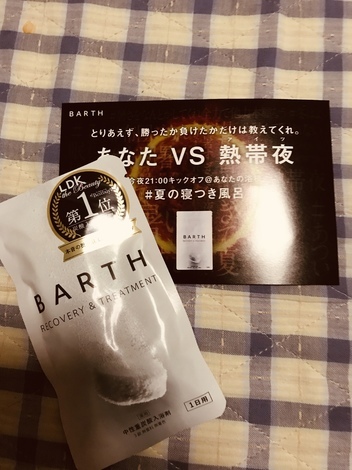 BARTH
とりあえず、勝ったか負けたかだけは教えてくれ。
あなた VS 熱帯夜
今夜21:00キックオフ@あなたの
#夏の寝つき風呂
BARTH
LDK
the Beauty
第1位
BARTH
RECOVERY & TREATMENT
中性重炭酸入浴剤
1日用